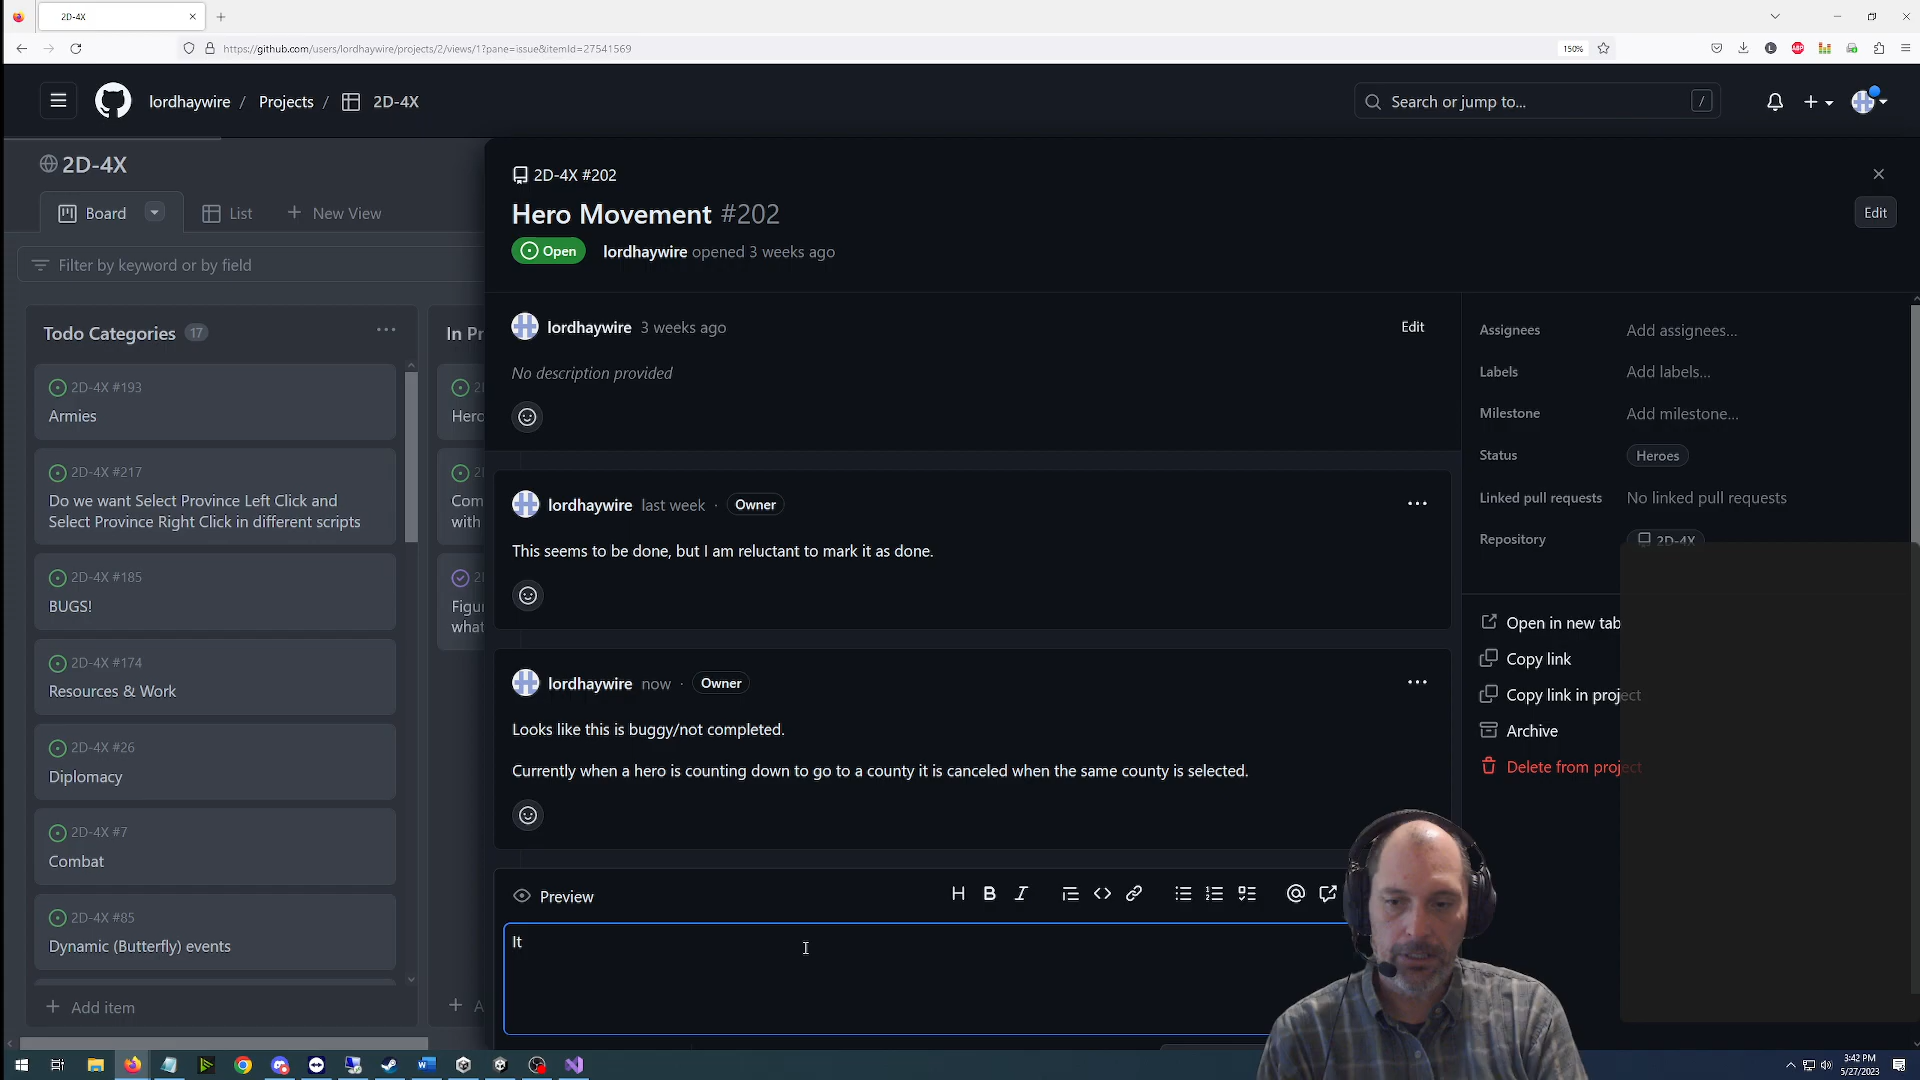 2D-4X
https://github.com/users/lordhaywire/projects/2/views/1?pane=issue&itemId=27541569
150%
lordhaywire / Projects / 2D-4X
Search or jump to...
/
2D-4X
Board
List
New View
Filter by keyword or by field
Todo Categories 17
2D-4X #193
Armies
2D-4X #217
Do we want Select Province Left Click and
Select Province Right Click in different scripts
2D-4X #185
BUGS!
2D-4X #174
Resources & Work
2D-4X #26
Diplomacy
2D-4X #7
Combat
2D-4X #85
Dynamic (Butterfly) events
Add item
In Pr
Hero
Com
with
Figu
what
2D-4X #202
Hero Movement #202
Edit
Open
lordhaywire opened 3 weeks ago
lordhaywire 3 weeks ago
Edit
No description provided
lordhaywire last week · Owner
This seems to be done, but I am reluctant to mark it as done.
lordhaywire now · Owner
Looks like this is buggy/not completed.
Currently when a hero is counting down to go to a county it is canceled when the same county is selected.
Preview
It
Assignees Add assignees...
Labels Add labels...
Milestone Add milestone...
Status Heroes
Linked pull requests No linked pull requests
Repository 2D-4X
Open in new tab
Copy link
Copy link in project
Archive
Delete from project
3:42 PM
5/27/2023